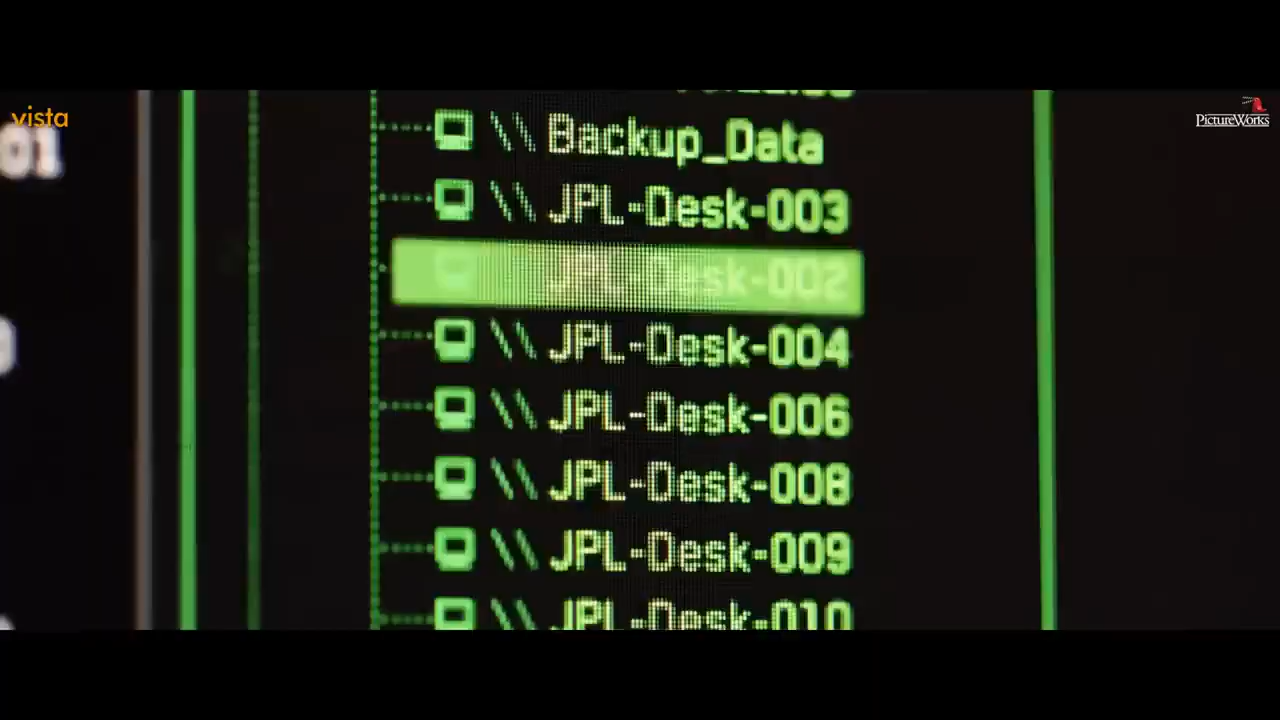 vista
PictureWorks
01
\\ Backup_Data
\\ JPL-Desk-003
JPL-Desk-002
\\ JPL-Desk-004
\\ JPL-Desk-006
\\ JPL-Desk-008
\\ JPL-Desk-009
\\ JPL-Desk-010